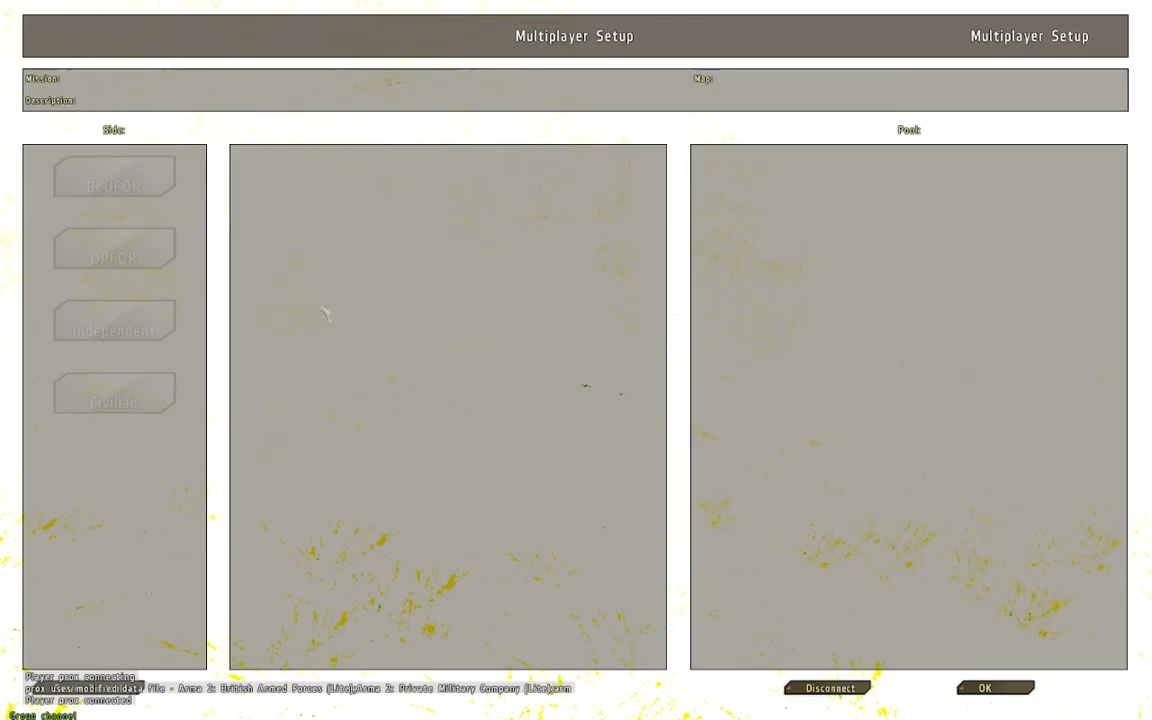 Multiplayer Setup
Multiplayer Setup
Mission:
Map:
Description:
Side:
Pool:
BLUFOR
OPFOR
Independent
Civilian
Player prox connecting
prox uses modified data file - Arma 2: British Armed Forces (Lite);Arma 2: Private Military Company (Lite);arm
Player prox connected
Disconnect
OK
Group channel